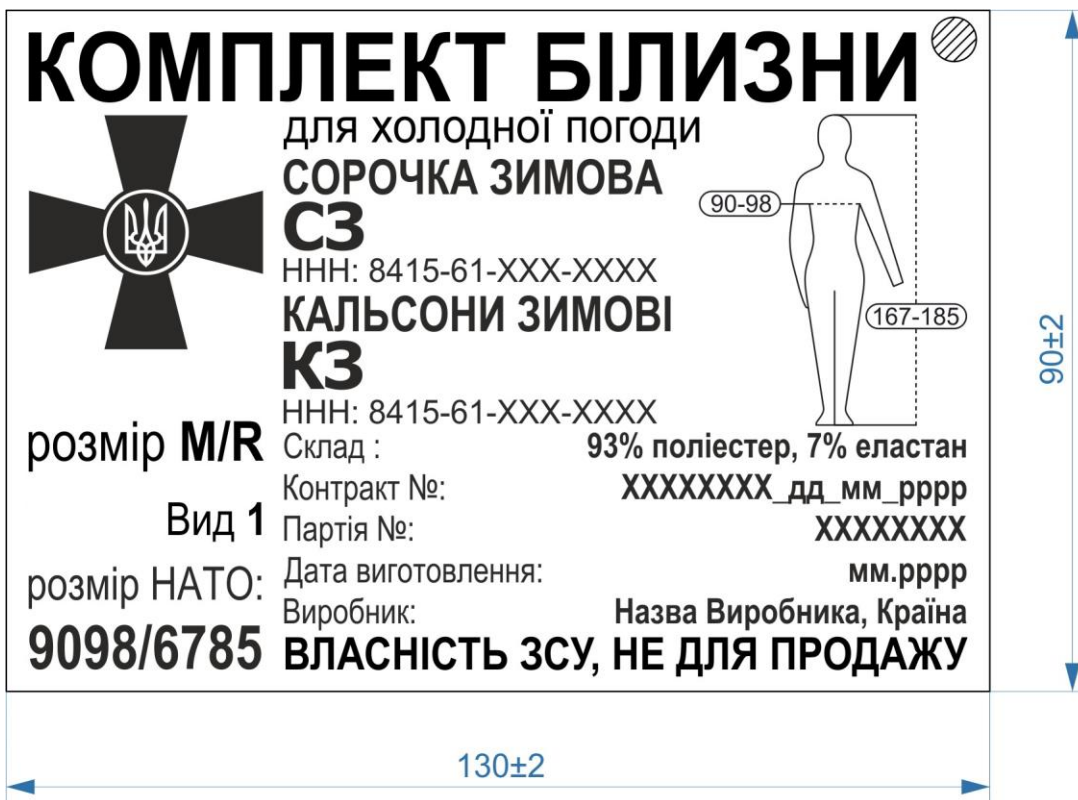 КОМПЛЕКТ БІЛИЗНИ
для холодної погоди
СОРОЧКА ЗИМОВА
СЗ
ННН: 8415-61-XXX-XXXX
КАЛЬСОНИ ЗИМОВІ
КЗ
ННН: 8415-61-XXX-XXXX
90-98
167-185
розмір M/R
Вид 1
розмір НАТО:
9098/6785
Склад : 93% поліестер, 7% еластан
Контракт №: XXXXXXXX_дд_мм_рррр
Партія №: XXXXXXXX
Дата виготовлення: мм.рррр
Виробник: Назва Виробника, Країна
ВЛАСНІСТЬ ЗСУ, НЕ ДЛЯ ПРОДАЖУ
90±2
130±2